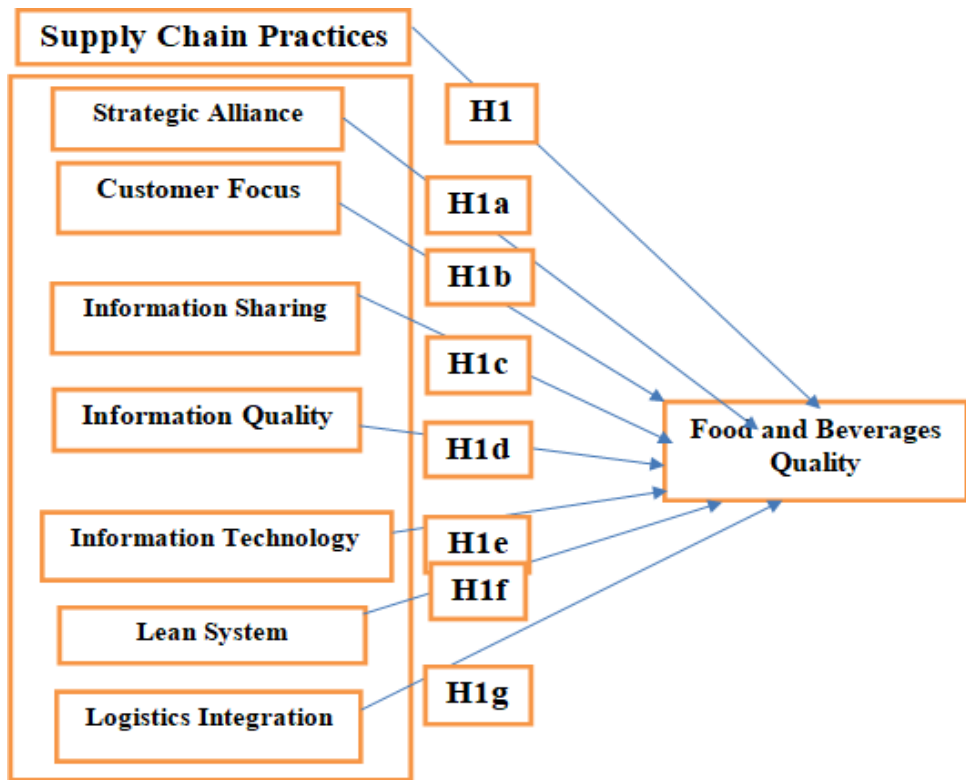 Supply Chain Practices
H1
Strategic Alliance
Customer Focus
H1a
H1b
Information Sharing
H1c
Information Quality
H1d
Food and Beverages
Quality
Information Technology
H1e
H1f
Lean System
H1g
Logistics Integration